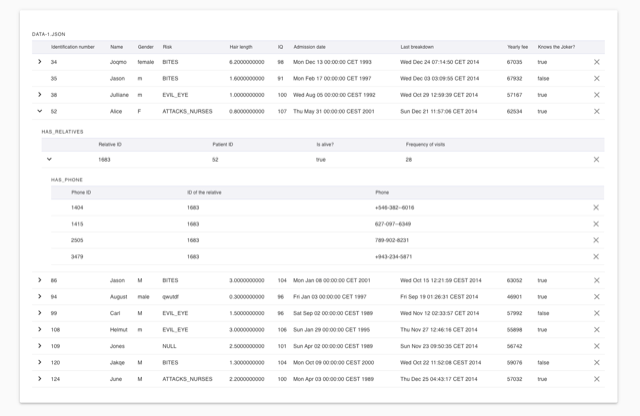 DATA-1.JSON
Identification number Name Gender Risk Hair length IQ Admission date Last breakdown Yearly fee Knows the Joker?
34 Joqmo female BITES 6.2000000000 98 Mon Dec 13 00:00:00 CET 1993 Wed Dec 24 07:14:50 CET 2014 67035 true
35 Jason m BITES 1.6000000000 91 Mon Feb 17 00:00:00 CET 1997 Wed Dec 03 03:09:55 CET 2014 67932 false
38 Julliane m EVIL_EYE 1.0000000000 100 Wed Aug 05 00:00:00 CEST 1992 Wed Oct 29 12:59:39 CET 2014 57167 true
52 Alice F ATTACKS_NURSES 0.8000000000 107 Thu May 31 00:00:00 CEST 2001 Sun Dec 21 11:57:06 CET 2014 62534 true
HAS_RELATIVES
Relative ID Patient ID Is alive? Frequency of visits
1683 52 true 28
HAS_PHONE
Phone ID ID of the relative Phone
1404 1683 +546-382--6016
1415 1683 627-097--6349
2505 1683 789-902-8231
3479 1683 +943-234-5871
86 Jason M BITES 3.0000000000 104 Mon Jan 08 00:00:00 CET 2001 Wed Oct 15 12:21:59 CEST 2014 63052 true
94 August male qwutdf 0.3000000000 96 Fri Jan 03 00:00:00 CET 1997 Fri Sep 19 01:26:31 CEST 2014 46901 true
99 Carl M EVIL_EYE 1.5000000000 96 Sat Sep 02 00:00:00 CEST 1989 Wed Nov 12 02:33:57 CET 2014 57992 false
108 Helmut m EVIL_EYE 3.0000000000 106 Sun Jan 29 00:00:00 CET 1995 Thu Nov 27 12:46:16 CET 2014 55898 true
109 Jones NULL 2.5000000000 101 Sun Apr 02 00:00:00 CEST 1989 Sun Nov 23 09:50:35 CET 2014 56742
120 Jakqe M BITES 1.3000000000 104 Mon Oct 09 00:00:00 CEST 2000 Wed Oct 22 11:52:08 CEST 2014 59076 false
124 June M ATTACKS_NURSES 2.2000000000 100 Mon Apr 03 00:00:00 CEST 1989 Thu Dec 25 04:43:17 CET 2014 57032 true